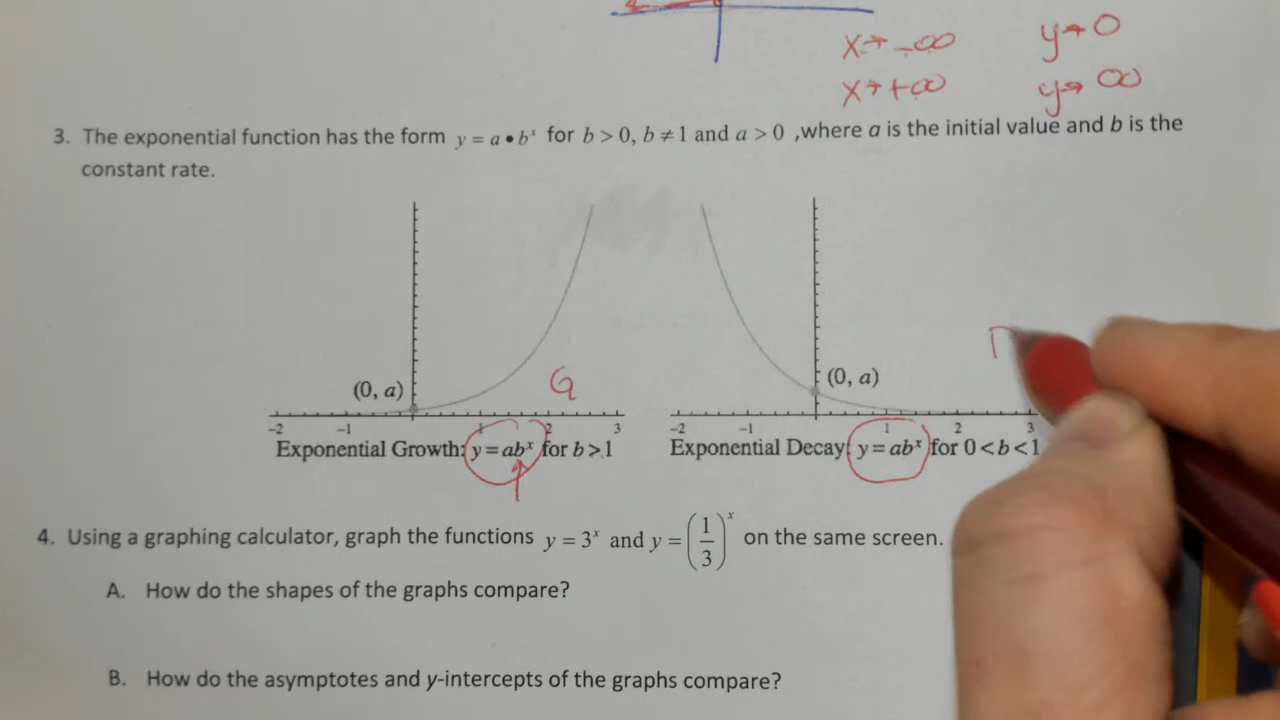 x→-∞ y→0
x→+∞ y→∞
3. The exponential function has the form y = a • bˣ for b > 0, b ≠ 1 and a > 0 ,where a is the initial value and b is the
constant rate.
(0, a)
G
-2 -1 1 2 3
Exponential Growth: y = abˣ for b > 1
(0, a)
-2 -1 1 2 3
Exponential Decay: y = abˣ for 0 < b < 1
4. Using a graphing calculator, graph the functions y = 3ˣ and y = (1/3)ˣ on the same screen.
A. How do the shapes of the graphs compare?
B. How do the asymptotes and y-intercepts of the graphs compare?